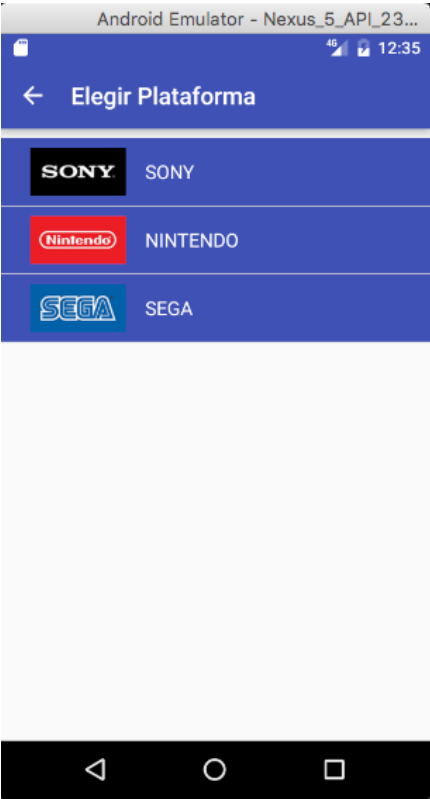 Android Emulator - Nexus_5_API_23...
4G 12:35
Elegir Plataforma
SONY. SONY
Nintendo NINTENDO
SEGA SEGA